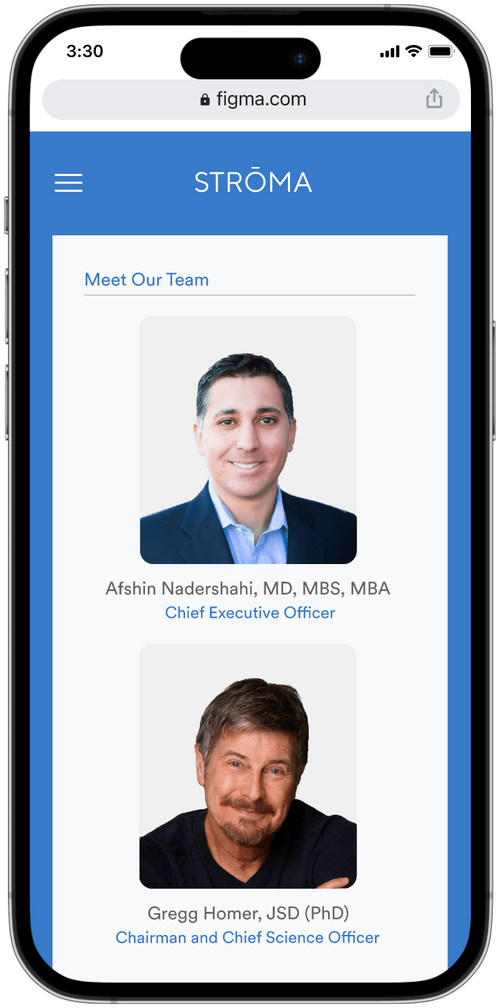 3:30
figma.com
STRŌMA
Meet Our Team
Afshin Nadershahi, MD, MBS, MBA
Chief Executive Officer
Gregg Homer, JSD (PhD)
Chairman and Chief Science Officer